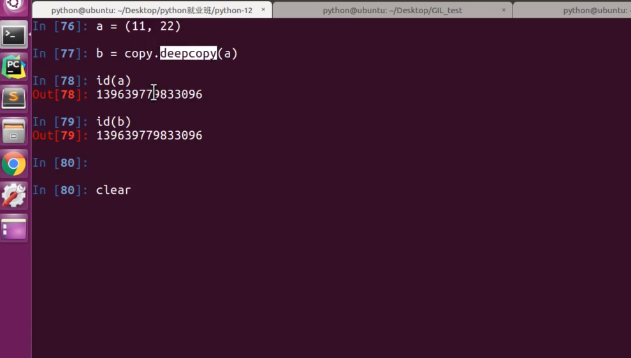 python@ubuntu: ~/Desktop/python就业班/python-12 × python@ubuntu: ~/Desktop/GIL_test × python@ubuntu:
In [76]: a = (11, 22)
In [77]: b = copy.deepcopy(a)
In [78]: id(a)
Out[78]: 139639779833096
In [79]: id(b)
Out[79]: 139639779833096
In [80]:
In [80]: clear
>_
PC
S